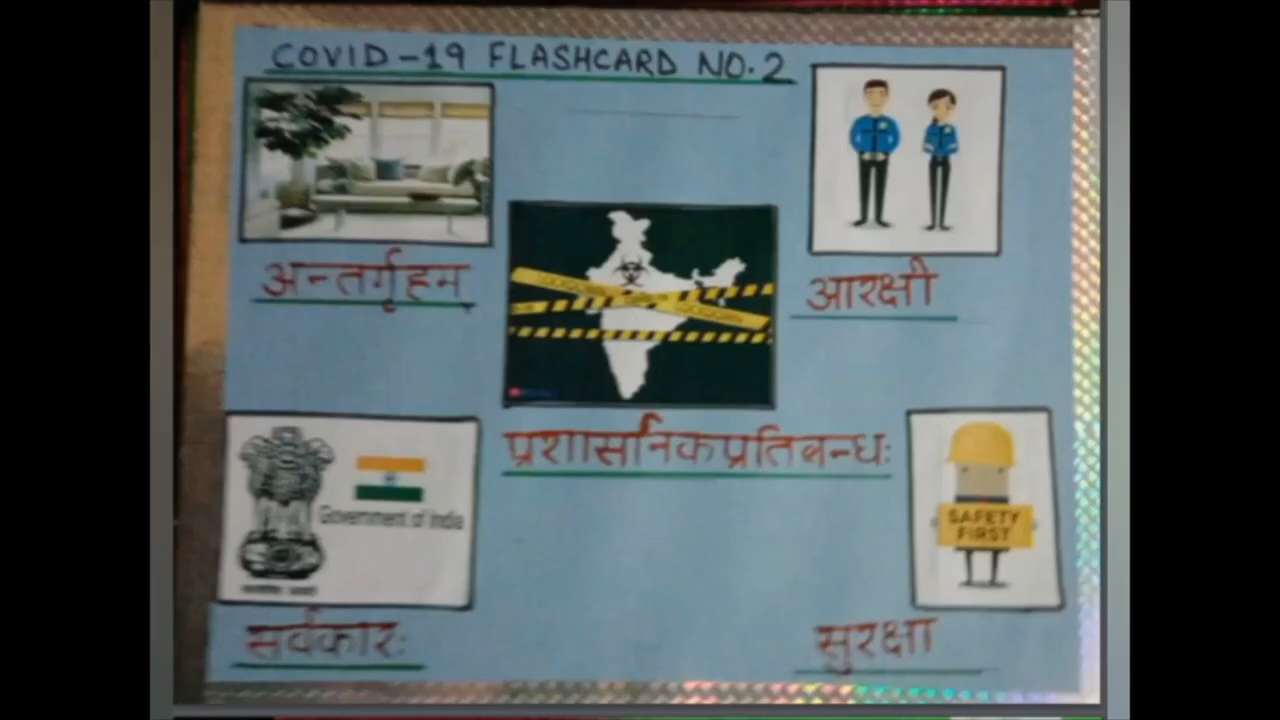 COVID-19 FLASHCARD NO.2
अन्तर्गृहम्
आरक्षी
प्रशासनिकप्रतिबन्धः
Government of India
SAFETY
FIRST
सर्वकारः
सुरक्षा